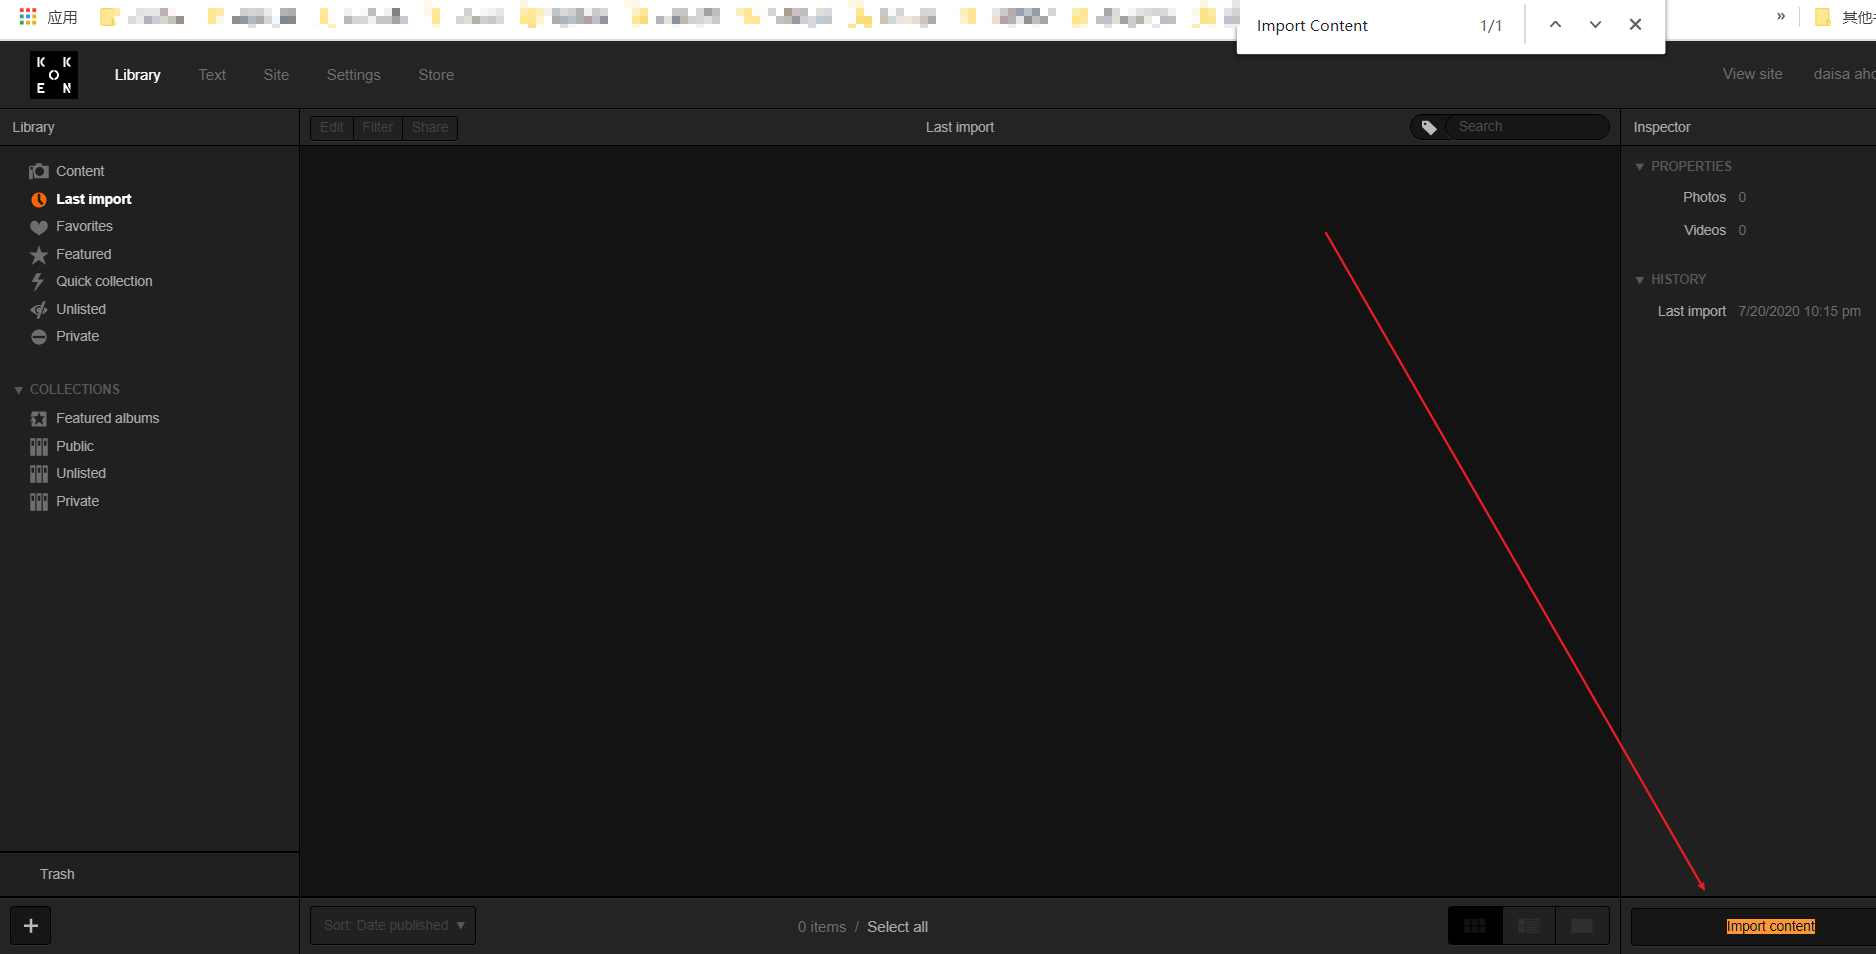 应用
»
其他
Import Content 1/1
K K
O
E N
Library Text Site Settings Store
View site daisa aho
Library
Edit Filter Share
Last import
Search
Inspector
Content
Last import
Favorites
Featured
Quick collection
Unlisted
Private
COLLECTIONS
Featured albums
Public
Unlisted
Private
PROPERTIES
Photos 0
Videos 0
HISTORY
Last import 7/20/2020 10:15 pm
Trash
+
Sort: Date published
0 items / Select all
Import content